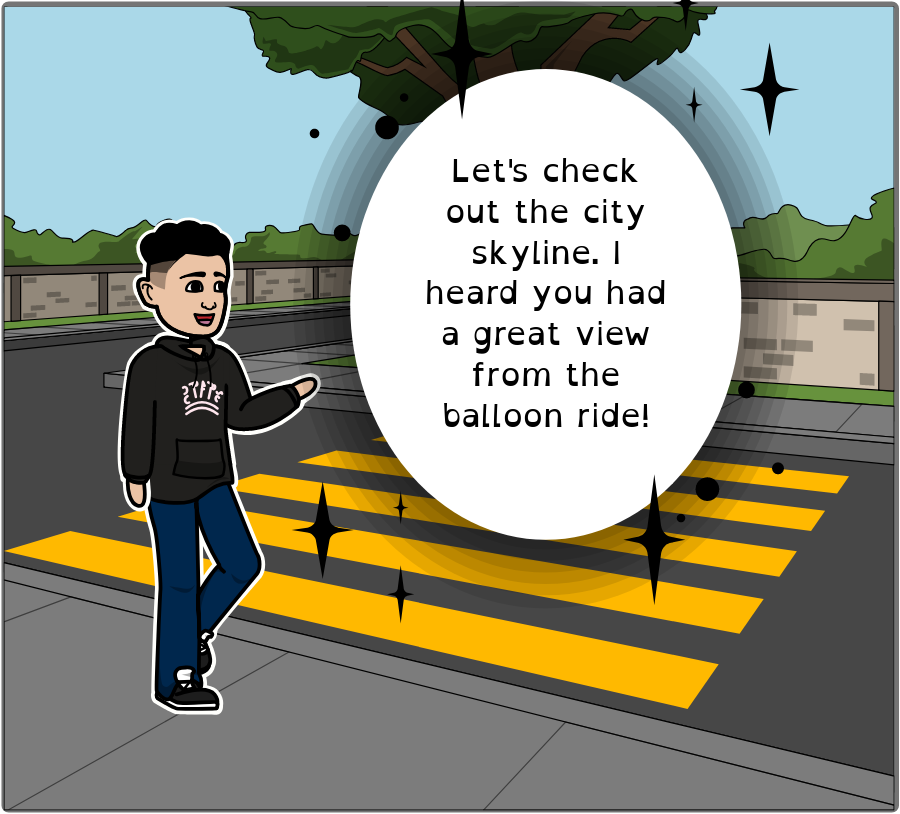 Let's check
out the city
skyline. I
heard you had
a great view
from the
balloon ride!